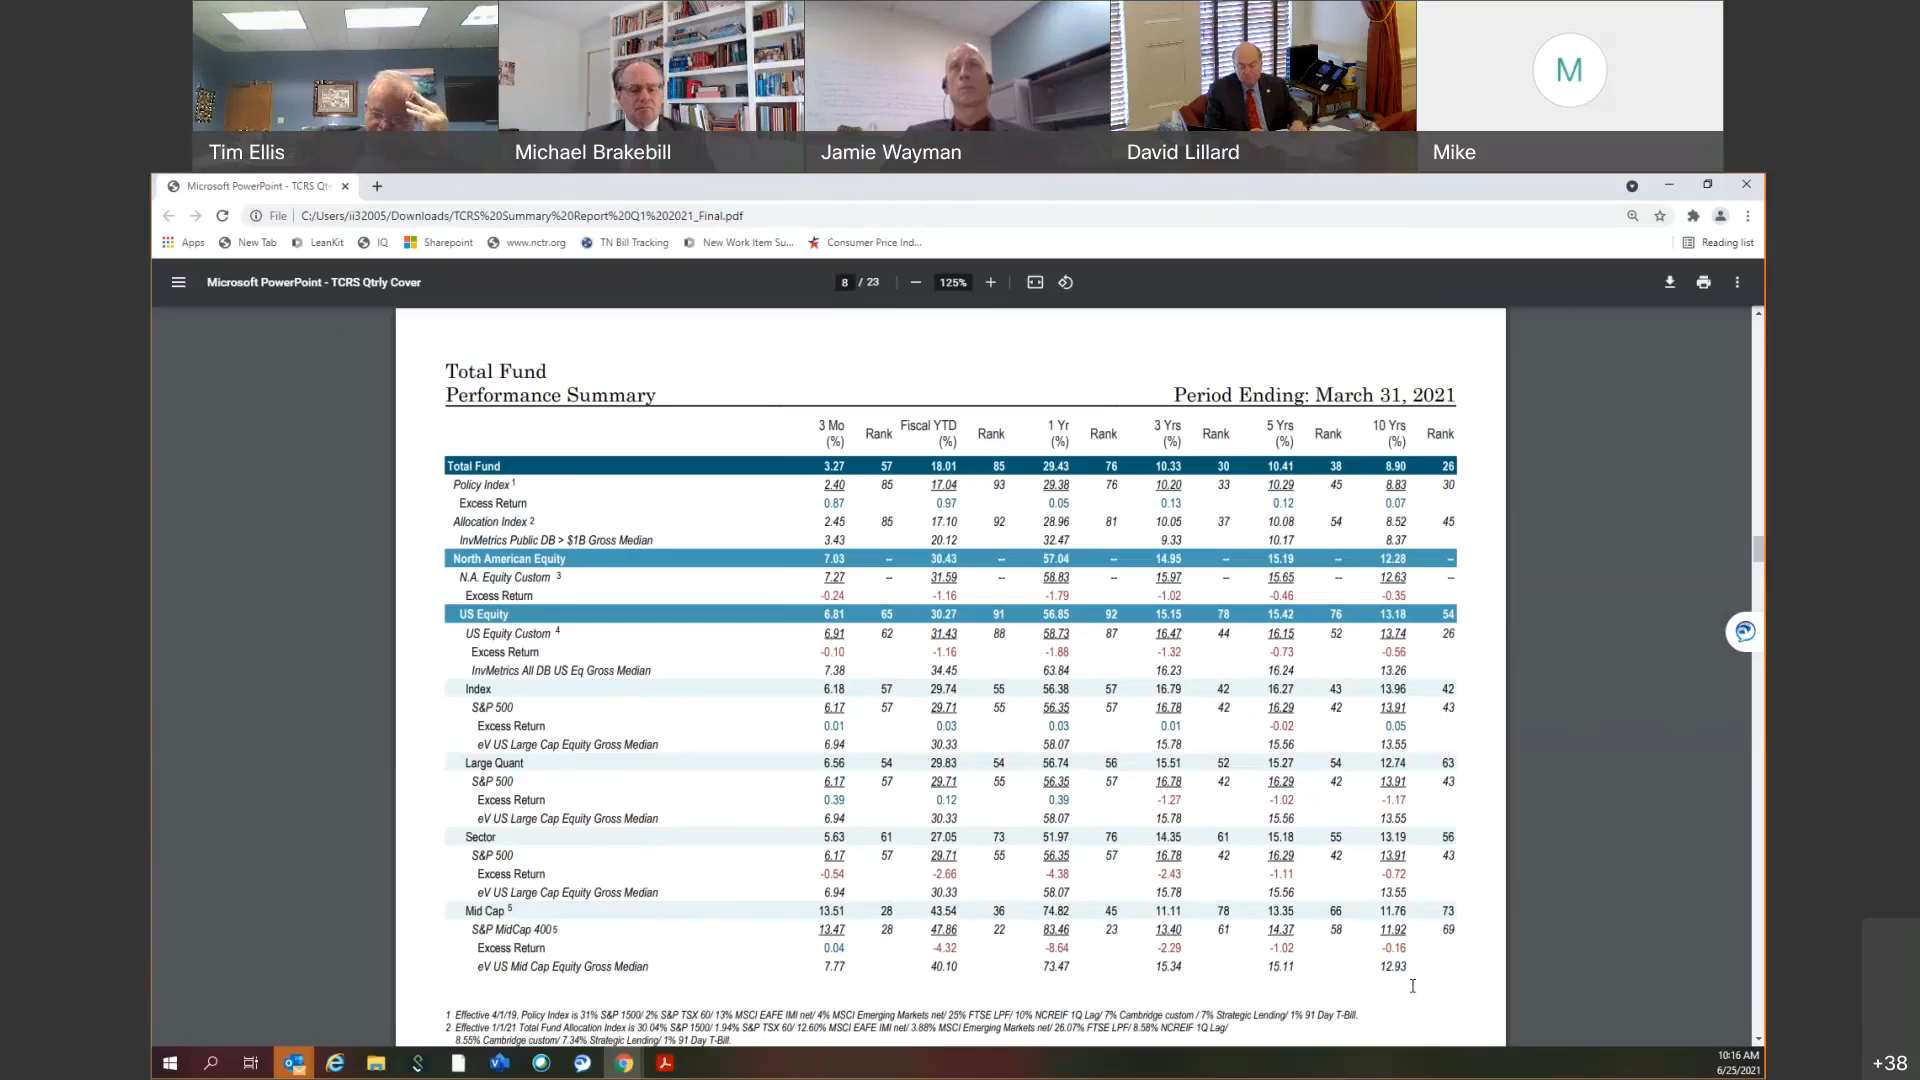 Tim Ellis
Michael Brakebill
Jamie Wayman
David Lillard
M
Mike
Microsoft PowerPoint - TCRS Qt
File C:/Users/ii32005/Downloads/TCRS%20Summary%20Report%20Q1%202021_Final.pdf
Apps New Tab LeanKit IQ Sharepoint www.nctr.org TN Bill Tracking New Work Item Su... Consumer Price Ind... Reading list
Microsoft PowerPoint - TCRS Qtrly Cover 8 / 23 125%
Total Fund
Performance Summary Period Ending: March 31, 2021
3 Mo (%) Rank Fiscal YTD (%) Rank 1 Yr (%) Rank 3 Yrs (%) Rank 5 Yrs (%) Rank 10 Yrs (%) Rank
Total Fund 3.27 57 18.01 85 29.43 76 10.33 30 10.41 38 8.90 26
Policy Index 1 2.40 85 17.04 93 29.38 76 10.20 33 10.29 45 8.83 30
Excess Return 0.87 0.97 0.05 0.13 0.12 0.07
Allocation Index 2 2.45 85 17.10 92 28.96 81 10.05 37 10.08 54 8.52 45
InvMetrics Public DB > $1B Gross Median 3.43 20.12 32.47 9.33 10.17 8.37
North American Equity 7.03 -- 30.43 -- 57.04 -- 14.95 -- 15.19 -- 12.28 --
N.A. Equity Custom 3 7.27 -- 31.59 -- 58.83 -- 15.97 -- 15.65 -- 12.63 --
Excess Return -0.24 -1.16 -1.79 -1.02 -0.46 -0.35
US Equity 6.81 65 30.27 91 56.85 92 15.15 78 15.42 76 13.18 54
US Equity Custom 4 6.91 62 31.43 88 58.73 87 16.47 44 16.15 52 13.74 26
Excess Return -0.10 -1.16 -1.88 -1.32 -0.73 -0.56
InvMetrics All DB US Eq Gross Median 7.38 34.45 63.84 16.23 16.24 13.26
Index 6.18 57 29.74 55 56.38 57 16.79 42 16.27 43 13.96 42
S&P 500 6.17 57 29.71 55 56.35 57 16.78 42 16.29 42 13.91 43
Excess Return 0.01 0.03 0.03 0.01 -0.02 0.05
eV US Large Cap Equity Gross Median 6.94 30.33 58.07 15.78 15.56 13.55
Large Quant 6.56 54 29.83 54 56.74 56 15.51 52 15.27 54 12.74 63
S&P 500 6.17 57 29.71 55 56.35 57 16.78 42 16.29 42 13.91 43
Excess Return 0.39 0.12 0.39 -1.27 -1.02 -1.17
eV US Large Cap Equity Gross Median 6.94 30.33 58.07 15.78 15.56 13.55
Sector 5.63 61 27.05 73 51.97 76 14.35 61 15.18 55 13.19 56
S&P 500 6.17 57 29.71 55 56.35 57 16.78 42 16.29 42 13.91 43
Excess Return -0.54 -2.66 -4.38 -2.43 -1.11 -0.72
eV US Large Cap Equity Gross Median 6.94 30.33 58.07 15.78 15.56 13.55
Mid Cap 5 13.51 28 43.54 36 74.82 45 11.11 78 13.35 66 11.76 73
S&P MidCap 400 5 13.47 28 47.86 22 83.46 23 13.40 61 14.37 58 11.92 69
Excess Return 0.04 -4.32 -8.64 -2.29 -1.02 -0.16
eV US Mid Cap Equity Gross Median 7.77 40.10 73.47 15.34 15.11 12.93
1 Effective 4/1/19, Policy Index is 31% S&P 1500/ 2% S&P TSX 60/ 13% MSCI EAFE IMI net/ 4% MSCI Emerging Markets net/ 25% FTSE LPF/ 10% NCREIF 1Q Lag/ 7% Cambridge custom / 7% Strategic Lending/ 1% 91 Day T-Bill.
2 Effective 1/1/21 Total Fund Allocation Index is 30.04% S&P 1500/ 1.94% S&P TSX 60/ 12.60% MSCI EAFE IMI net/ 3.88% MSCI Emerging Markets net/ 26.07% FTSE LPF/ 8.58% NCREIF 1Q Lag/
8.55% Cambridge custom/ 7.34% Strategic Lending/ 1% 91 Day T-Bill.
10:16 AM
6/25/2021
+38